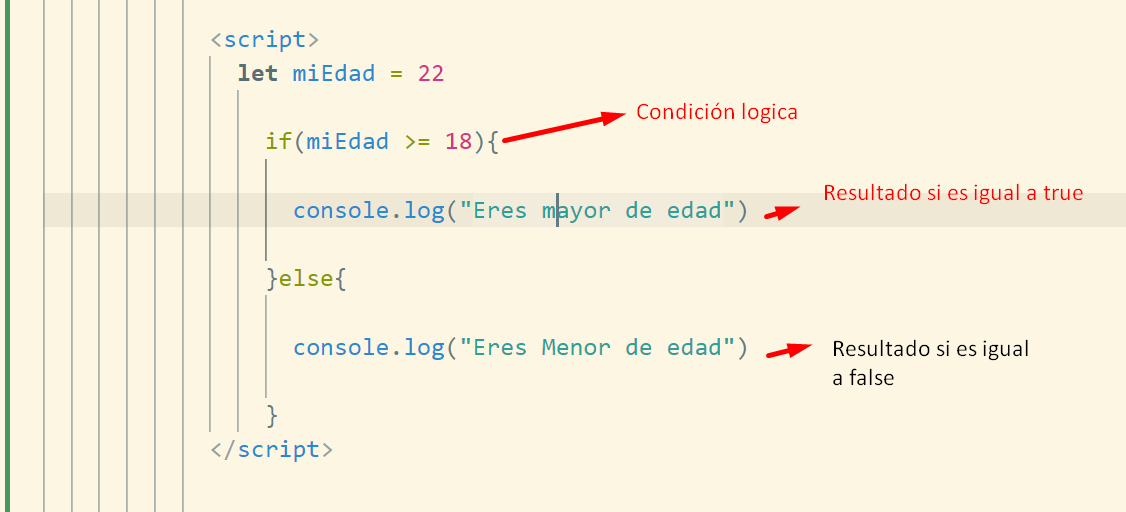 <script>
let miEdad = 22
if(miEdad >= 18){
Condición logica
console.log("Eres mayor de edad")
Resultado si es igual a true
}else{
console.log("Eres Menor de edad")
Resultado si es igual
a false
}
</script>